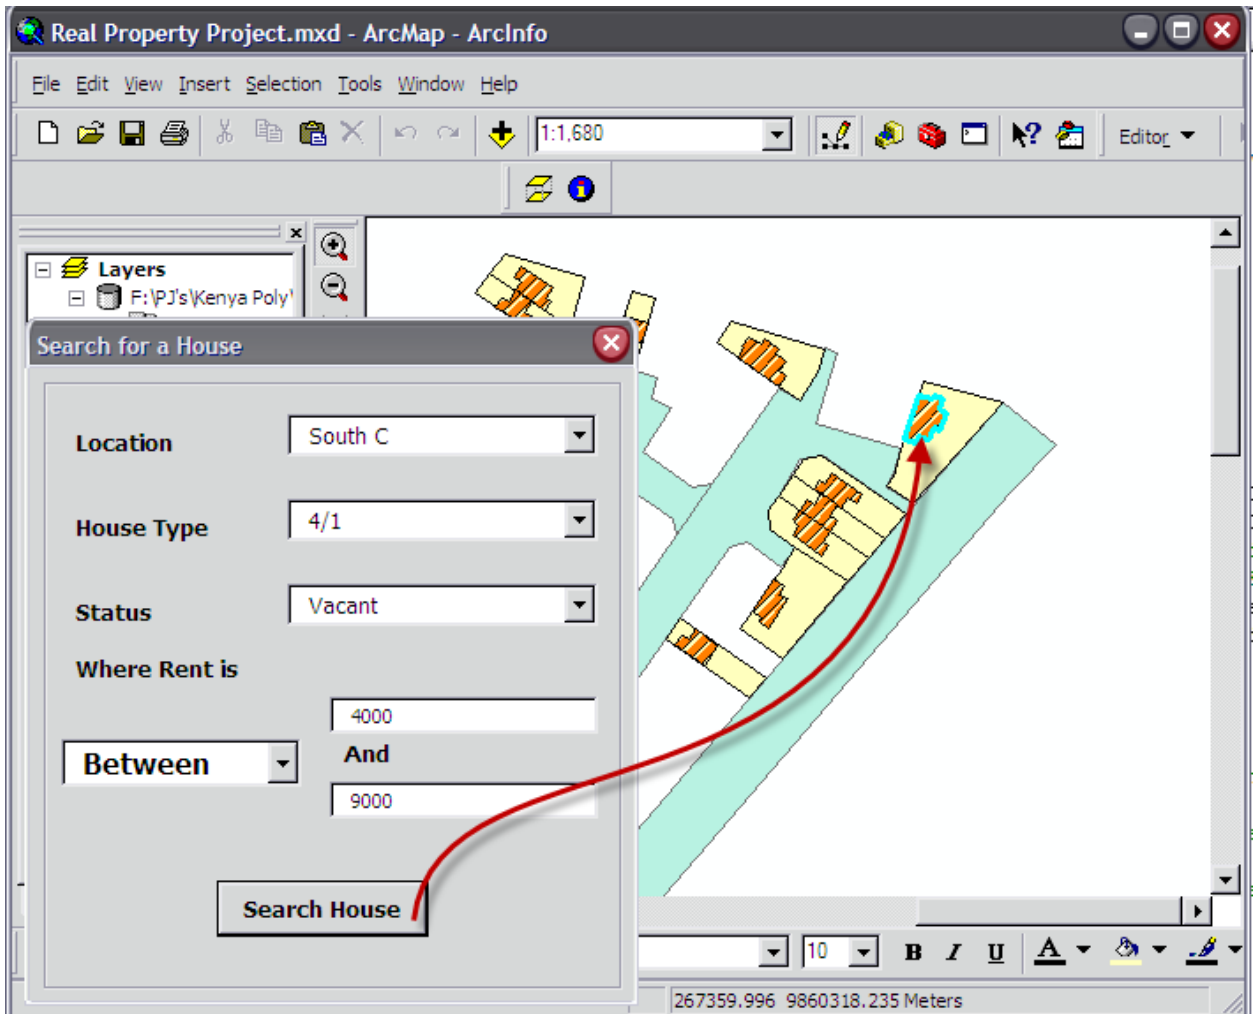 Real Property Project.mxd - ArcMap - ArcInfo
File Edit View Insert Selection Tools Window Help
1:1,680
Editor
Layers
F:\PJ's\Kenya Poly'
Search for a House
Location
South C
House Type
4/1
Status
Vacant
Where Rent is
4000
Between
And
9000
Search House
10 B I U A
267359.996 9860318.235 Meters